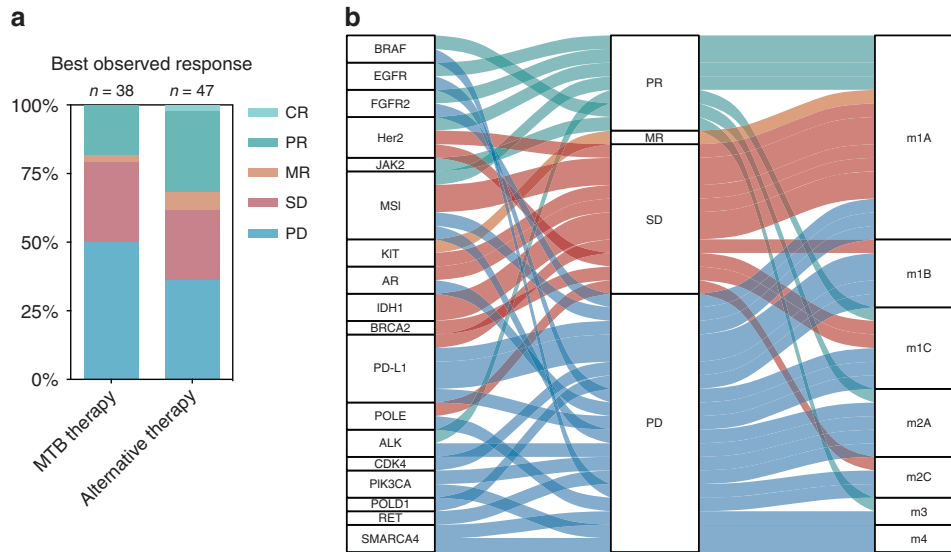 a
Best observed response
n = 38
n = 47
100%
75%
50%
25%
0%
MTB therapy
Alternative therapy
CR
PR
MR
SD
PD
b
BRAF
EGFR
FGFR2
Her2
JAK2
MSI
KIT
AR
IDH1
BRCA2
PD-L1
POLE
ALK
CDK4
PIK3CA
POLD1
RET
SMARCA4
PR
MR
SD
PD
m1A
m1B
m1C
m2A
m2C
m3
m4